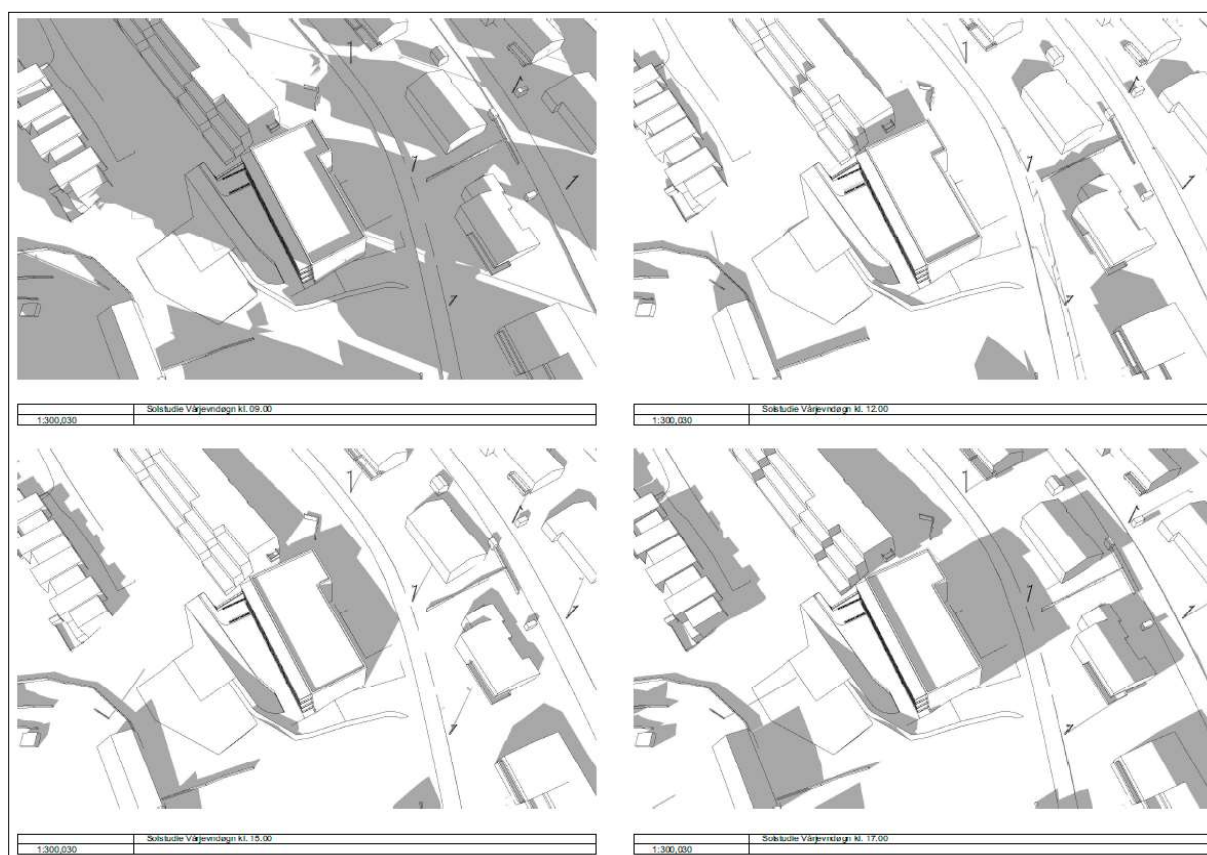 Solstudie Vårjevndøgn kl. 09.00
1:300,030
Solstudie Vårjevndøgn kl. 12.00
1:300,030
Solstudie Vårjevndøgn kl. 15.00
1:300,030
Solstudie Vårjevndøgn kl. 17.00
1:300,030